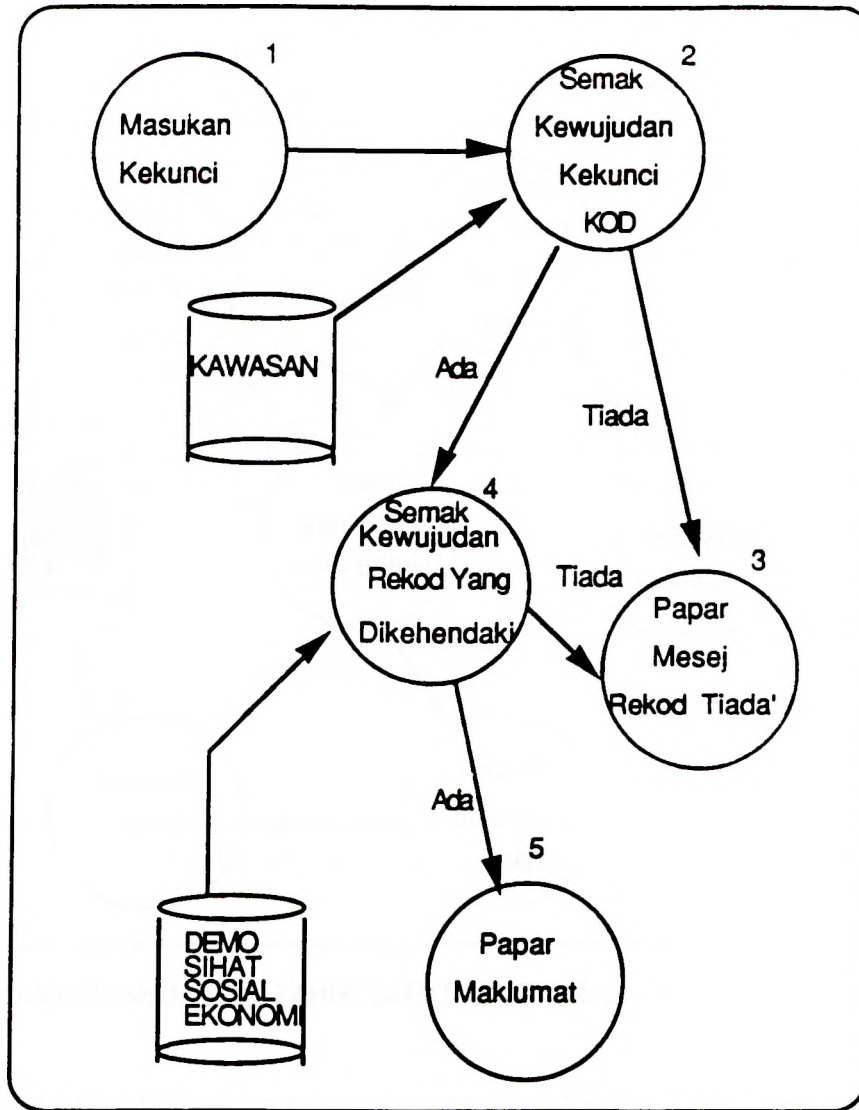 1
Masukan
Kekunci
2
Semak
Kewujudan
Kekunci
KOD
KAWASAN
Ada
Tiada
4
Semak
Kewujudan
Rekod Yang
Dikehendaki
Tiada
3
Papar
Mesej
Rekod Tiada'
Ada
DEMO
SIHAT
SOSIAL
EKONOMI
5
Papar
Maklumat